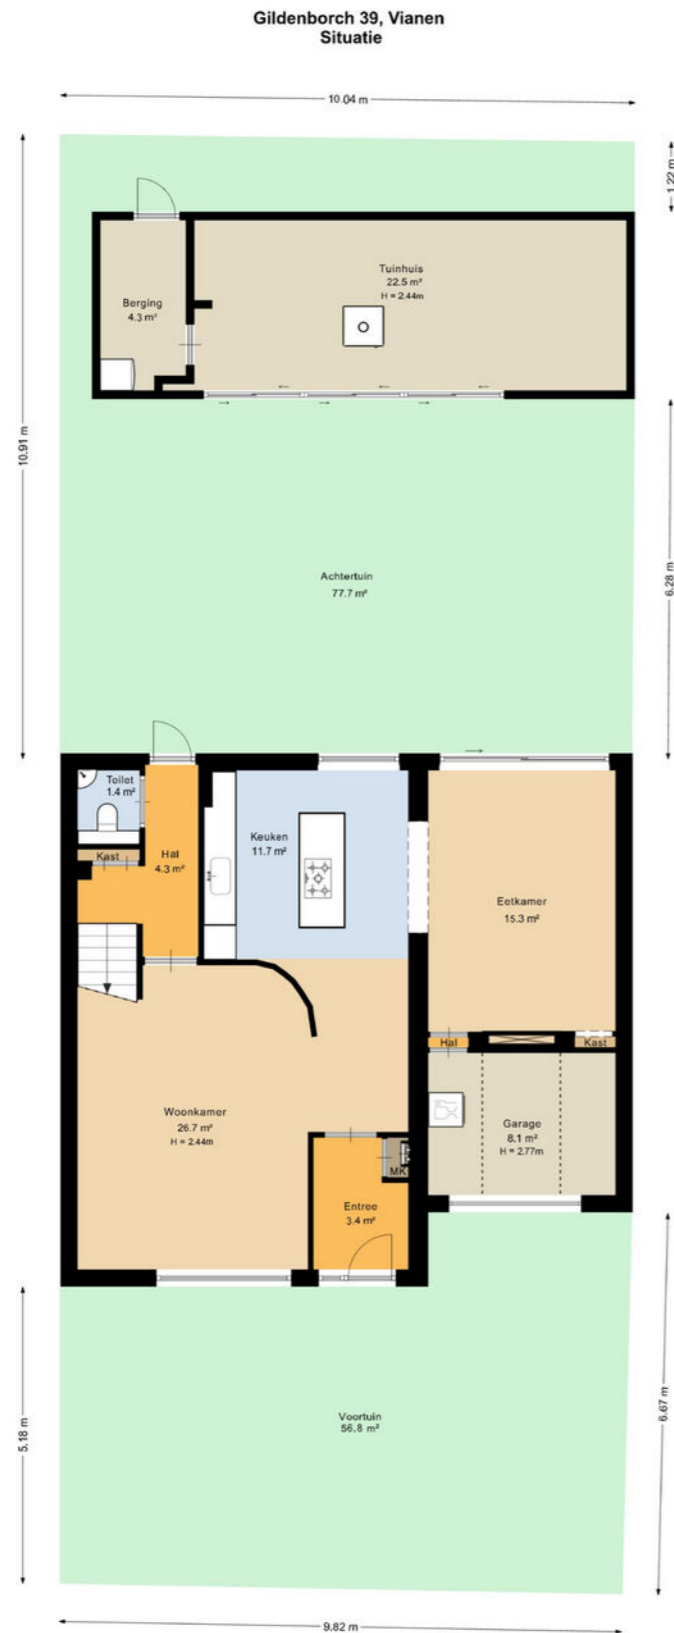 Gildenborch 39, Vianen
Situatie
10.04 m
1.22 m
Tuinhuis
22.5 m²
H = 2.44m
Berging
4.3 m²
10.91 m
6.28 m
Achtertuin
77.7 m²
Toilet
1.4 m²
Kast
Hal
4.3 m²
Keuken
11.7 m²
Eetkamer
15.3 m²
Hal
Kast
Woonkamer
26.7 m²
H = 2.44m
Garage
8.1 m²
H = 2.77m
MK
Entree
3.4 m²
5.18 m
6.67 m
Voortuin
56.8 m²
9.82 m